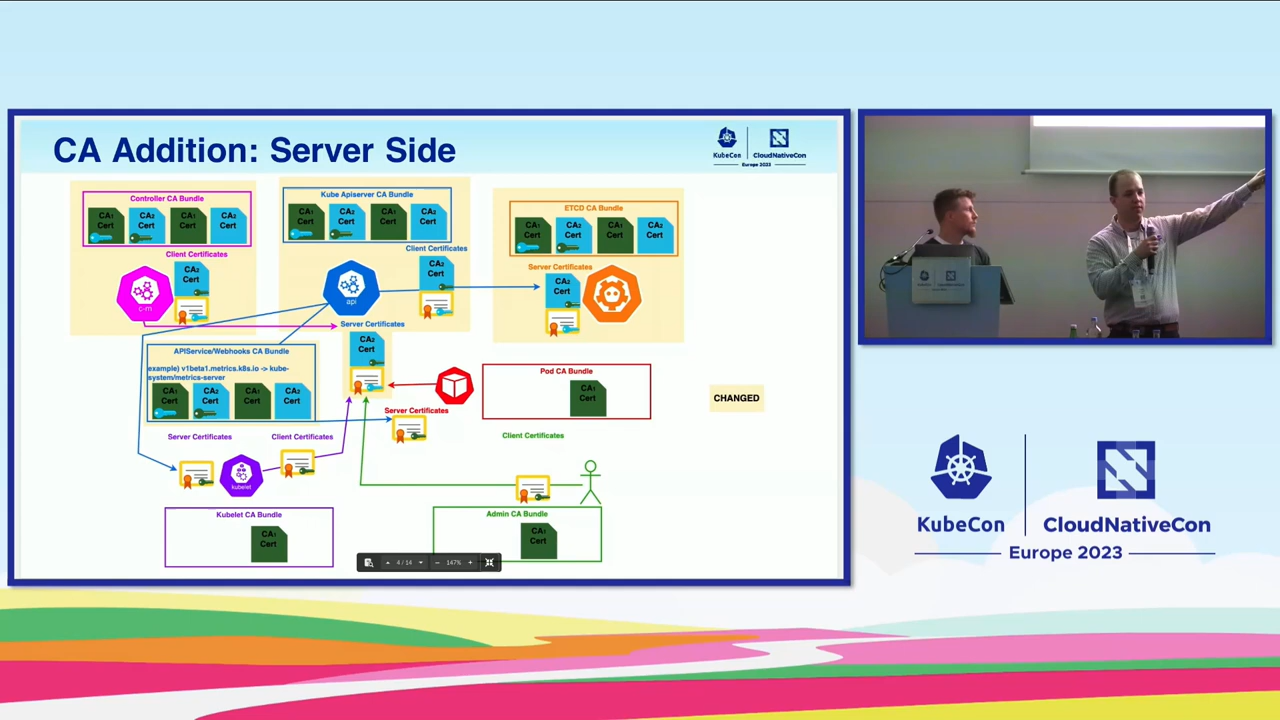 CA Addition: Server Side
KubeCon
CloudNativeCon
Europe 2023
Controller CA Bundle
CA₁
Cert
CA₂
Cert
CA₁
Cert
CA₂
Cert
Client Certificates
CA₂
Cert
c-m
Kube Apiserver CA Bundle
CA₁
Cert
CA₂
Cert
CA₁
Cert
CA₂
Cert
Client Certificates
CA₂
Cert
api
Server Certificates
CA₂
Cert
ETCD CA Bundle
CA₁
Cert
CA₂
Cert
CA₁
Cert
CA₂
Cert
Server Certificates
CA₂
Cert
APIService/Webhooks CA Bundle
example) v1beta1.metrics.k8s.io -> kube-
system/metrics-server
CA₁
Cert
CA₂
Cert
CA₁
Cert
CA₂
Cert
Server Certificates
Pod CA Bundle
CA₁
Cert
CHANGED
Server Certificates
Client Certificates
kubelet
Client Certificates
Kubelet CA Bundle
CA₁
Cert
Admin CA Bundle
CA₁
Cert
4 / 14
147%
KubeCon
CloudNativeCon
Europe 2023